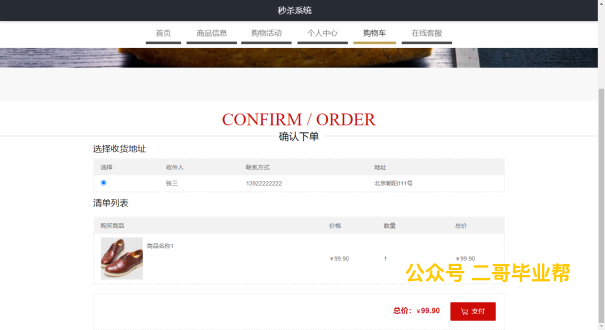 秒杀系统
首页 商品信息 购物活动 个人中心 购物车 在线客服
CONFIRM / ORDER
确认下单
选择收货地址
选择 收件人 联系方式 地址
张三 13922222222 北京朝阳111号
清单列表
购买商品 价格 数量 总价
商品名称1
￥99.90 1 ￥99.90
公众号 二哥毕业帮
总价：￥99.90 支付